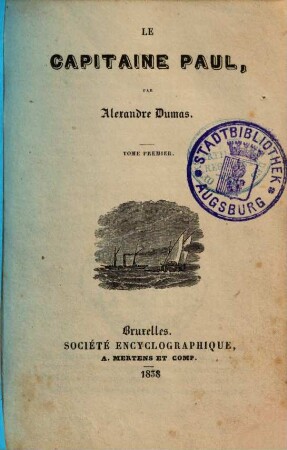 LE
CAPITAINE PAUL,
PAR
Alexandre Dumas.
TOME PREMIER.
STADTBIBLIOTHEK
AUGSBURG
Bruxelles.
SOCIÉTÉ ENCYCLOGRAPHIQUE,
A. MERTENS ET COMP.
1838